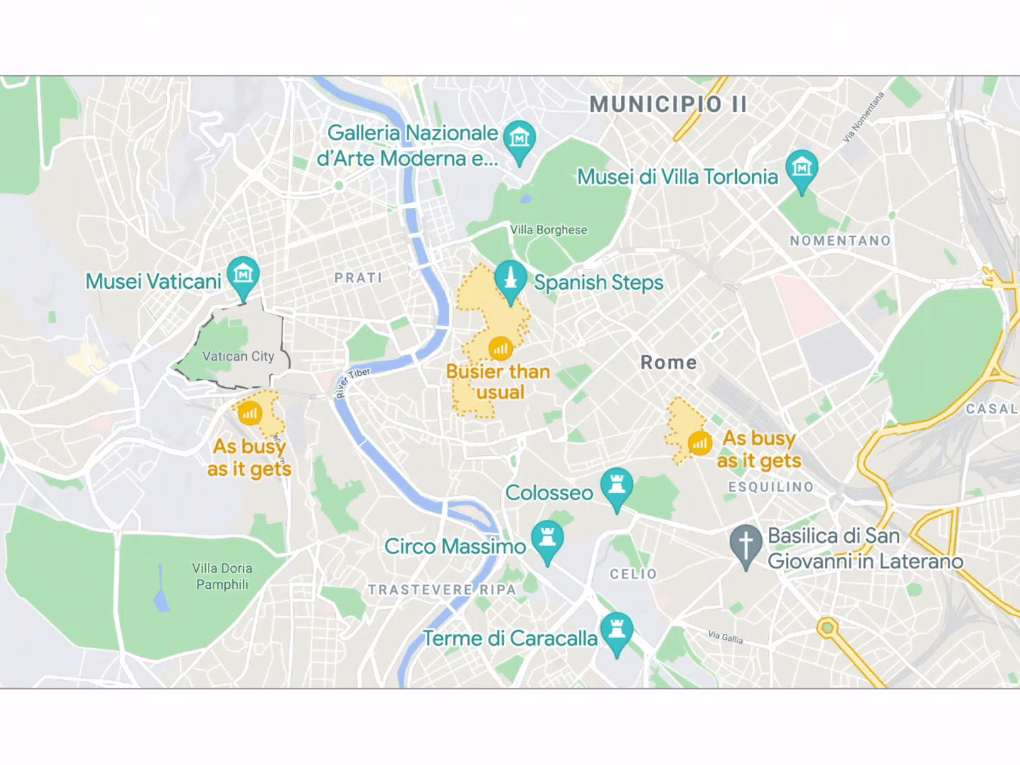 MUNICIPIO II
Via Nomentana
Galleria Nazionale
d'Arte Moderna e...
Musei di Villa Torlonia
Villa Borghese
NOMENTANO
Musei Vaticani
PRATI
Spanish Steps
Vatican City
River Tiber
Busier than
usual
Rome
CASAL
As busy
as it gets
As busy
as it gets
ESQUILINO
Colosseo
Circo Massimo
Basilica di San
Giovanni in Laterano
Villa Doria
Pamphili
CELIO
TRASTEVERE RIPA
Terme di Caracalla
Via Gallia